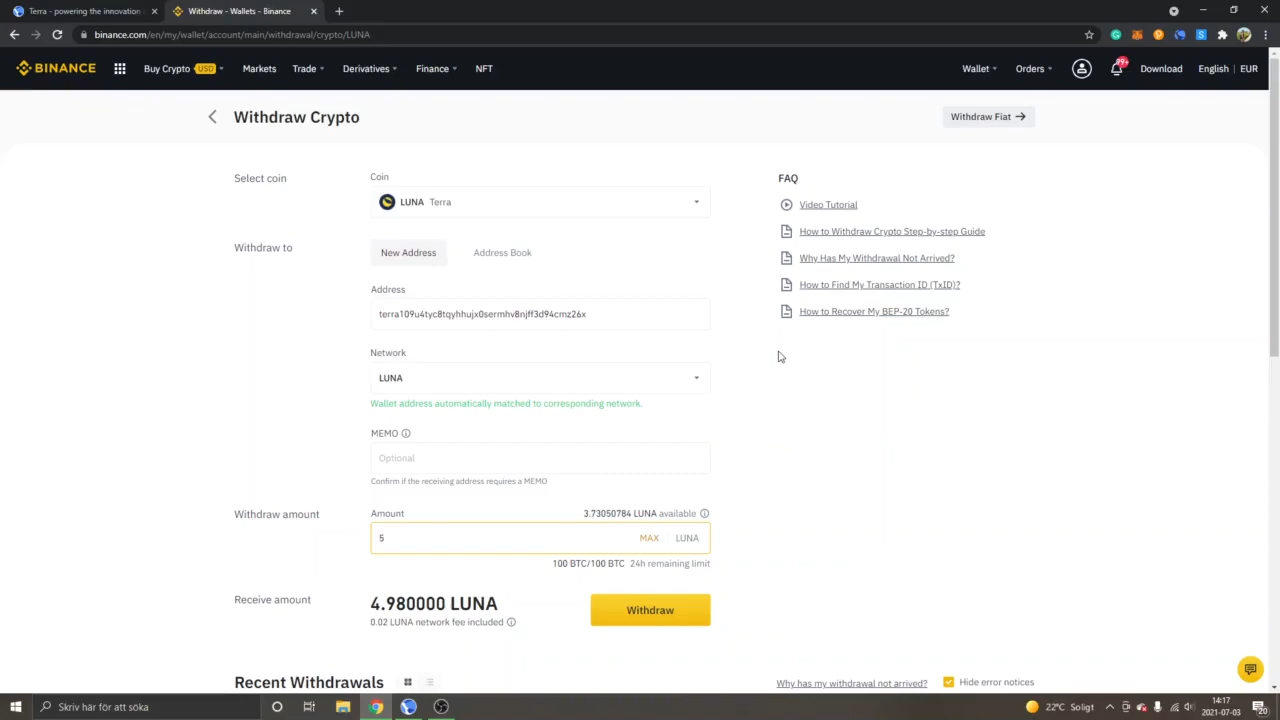 Terra - powering the innovation
Withdraw - Wallets - Binance
binance.com/en/my/wallet/account/main/withdrawal/crypto/LUNA
BINANCE
Buy Crypto USD
Markets
Trade
Derivatives
Finance
NFT
Wallet
Orders
99+
Download
English | EUR
Withdraw Crypto
Withdraw Fiat
Select coin
Coin
LUNA Terra
Withdraw to
New Address
Address Book
Address
terra109u4tyc8tqyhhujx0sermhv8njff3d94cmz26x
Network
LUNA
Wallet address automatically matched to corresponding network.
MEMO
Optional
Confirm if the receiving address requires a MEMO
Withdraw amount
Amount
3.73050784 LUNA available
5
MAX
LUNA
100 BTC/100 BTC 24h remaining limit
Receive amount
4.980000 LUNA
0.02 LUNA network fee included
Withdraw
FAQ
Video Tutorial
How to Withdraw Crypto Step-by-step Guide
Why Has My Withdrawal Not Arrived?
How to Find My Transaction ID (TxID)?
How to Recover My BEP-20 Tokens?
Recent Withdrawals
Why has my withdrawal not arrived?
Hide error notices
Skriv här för att söka
22°C Soligt
14:17
2021-07-03
20